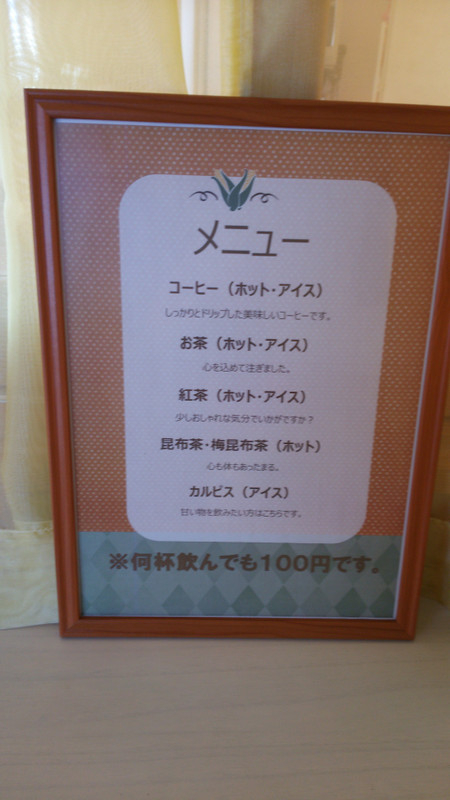 メニュー
コーヒー（ホット・アイス）
しっかりとドリップした美味しいコーヒーです。
お茶（ホット・アイス）
心を込めて注ぎました。
紅茶（ホット・アイス）
少しおしゃれな気分でいかがですか？
昆布茶・梅昆布茶（ホット）
心も体もあったまる。
カルピス（アイス）
甘い物を飲みたい方はこちらです。
※何杯飲んでも100円です。